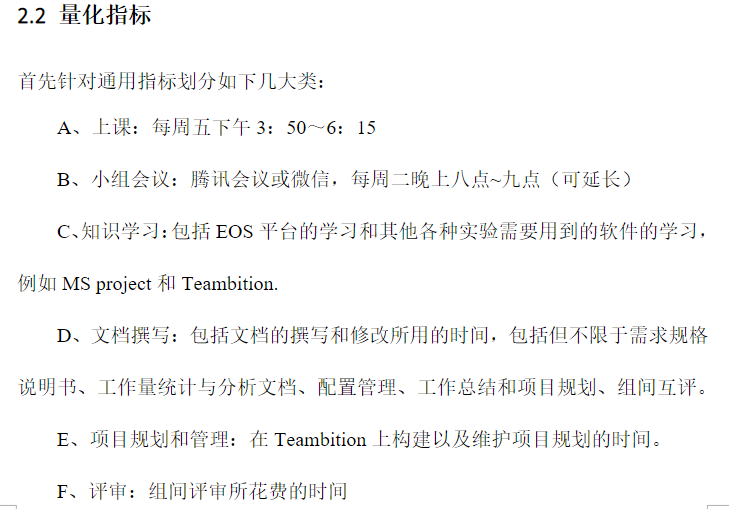 2.2 量化指标
首先针对通用指标划分如下几大类：
A、上课：每周五下午 3：50～6：15
B、小组会议：腾讯会议或微信，每周二晚上八点~九点（可延长）
C、知识学习：包括 EOS 平台的学习和其他各种实验需要用到的软件的学习，
例如 MS project 和 Teambition.
D、文档撰写：包括文档的撰写和修改所用的时间，包括但不限于需求规格
说明书、工作量统计与分析文档、配置管理、工作总结和项目规划、组间互评。
E、项目规划和管理：在 Teambition 上构建以及维护项目规划的时间。
F、评审：组间评审所花费的时间